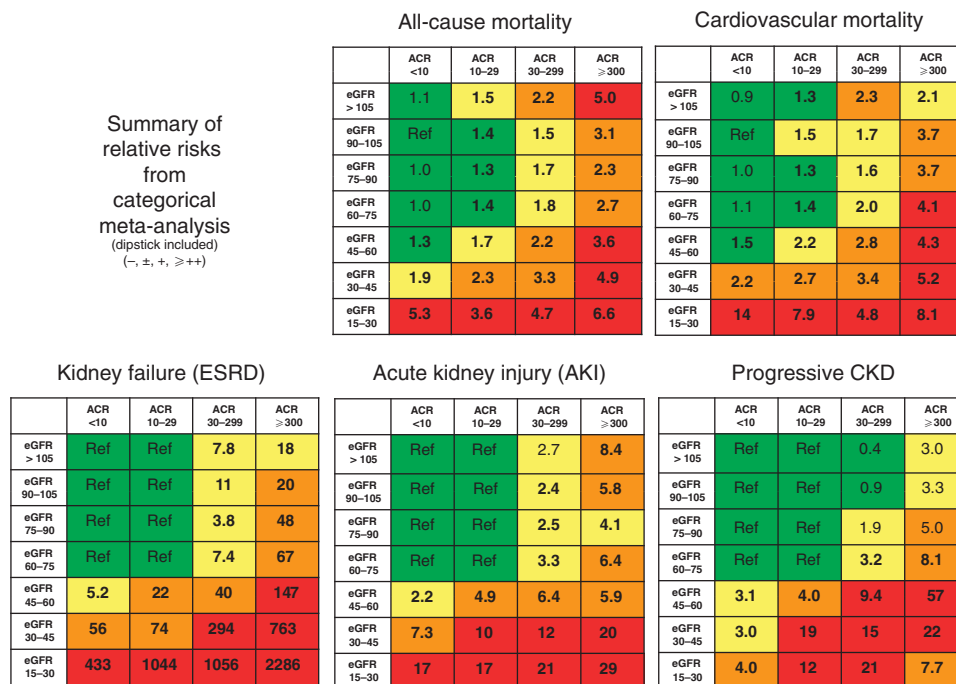 All-cause mortality
ACR <10 ACR 10–29 ACR 30–299 ACR ⩾300
eGFR > 105 1.1 1.5 2.2 5.0
eGFR 90–105 Ref 1.4 1.5 3.1
eGFR 75–90 1.0 1.3 1.7 2.3
eGFR 60–75 1.0 1.4 1.8 2.7
eGFR 45–60 1.3 1.7 2.2 3.6
eGFR 30–45 1.9 2.3 3.3 4.9
eGFR 15–30 5.3 3.6 4.7 6.6
Cardiovascular mortality
ACR <10 ACR 10–29 ACR 30–299 ACR ⩾300
eGFR > 105 0.9 1.3 2.3 2.1
eGFR 90–105 Ref 1.5 1.7 3.7
eGFR 75–90 1.0 1.3 1.6 3.7
eGFR 60–75 1.1 1.4 2.0 4.1
eGFR 45–60 1.5 2.2 2.8 4.3
eGFR 30–45 2.2 2.7 3.4 5.2
eGFR 15–30 14 7.9 4.8 8.1
Summary of
relative risks
from
categorical
meta-analysis
(dipstick included)
(–, ±, +, ⩾++)
Kidney failure (ESRD)
ACR <10 ACR 10–29 ACR 30–299 ACR ⩾300
eGFR > 105 Ref Ref 7.8 18
eGFR 90–105 Ref Ref 11 20
eGFR 75–90 Ref Ref 3.8 48
eGFR 60–75 Ref Ref 7.4 67
eGFR 45–60 5.2 22 40 147
eGFR 30–45 56 74 294 763
eGFR 15–30 433 1044 1056 2286
Acute kidney injury (AKI)
ACR <10 ACR 10–29 ACR 30–299 ACR ⩾300
eGFR > 105 Ref Ref 2.7 8.4
eGFR 90–105 Ref Ref 2.4 5.8
eGFR 75–90 Ref Ref 2.5 4.1
eGFR 60–75 Ref Ref 3.3 6.4
eGFR 45–60 2.2 4.9 6.4 5.9
eGFR 30–45 7.3 10 12 20
eGFR 15–30 17 17 21 29
Progressive CKD
ACR <10 ACR 10–29 ACR 30–299 ACR ⩾300
eGFR > 105 Ref Ref 0.4 3.0
eGFR 90–105 Ref Ref 0.9 3.3
eGFR 75–90 Ref Ref 1.9 5.0
eGFR 60–75 Ref Ref 3.2 8.1
eGFR 45–60 3.1 4.0 9.4 57
eGFR 30–45 3.0 19 15 22
eGFR 15–30 4.0 12 21 7.7